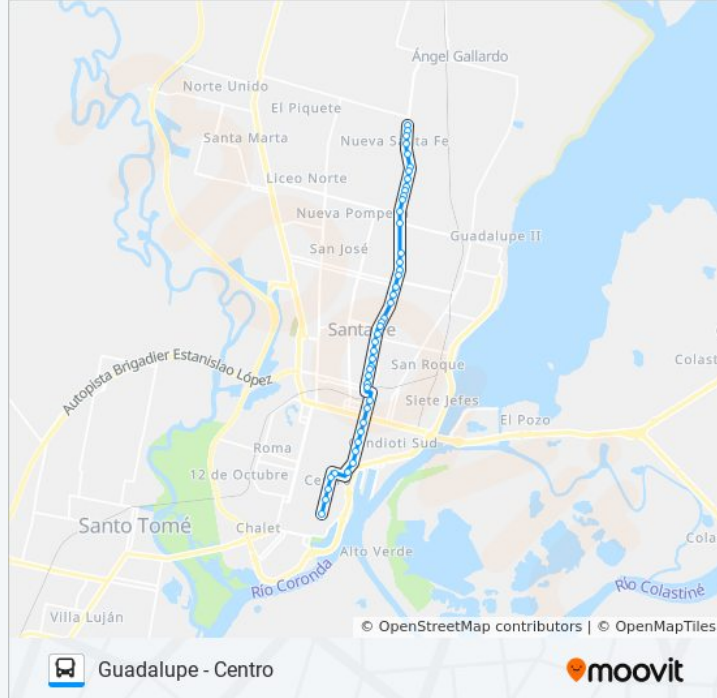 Ángel Gallardo
Norte Unido
El Piquete
Santa Marta
Nueva Santa Fe
Liceo Norte
Nueva Pompeya
Guadalupe II
San José
Santa Fe
Autopista Brigadier Estanislao López
San Roque
Colast
Siete Jefes
El Pozo
Roma
Candioti Sud
12 de Octubre
Ce
Santo Tomé
Chalet
Alto Verde
Cola
Río Coronda
Río Colastiné
Villa Luján
© OpenStreetMap contributors | © OpenMapTiles
Guadalupe - Centro
moovit